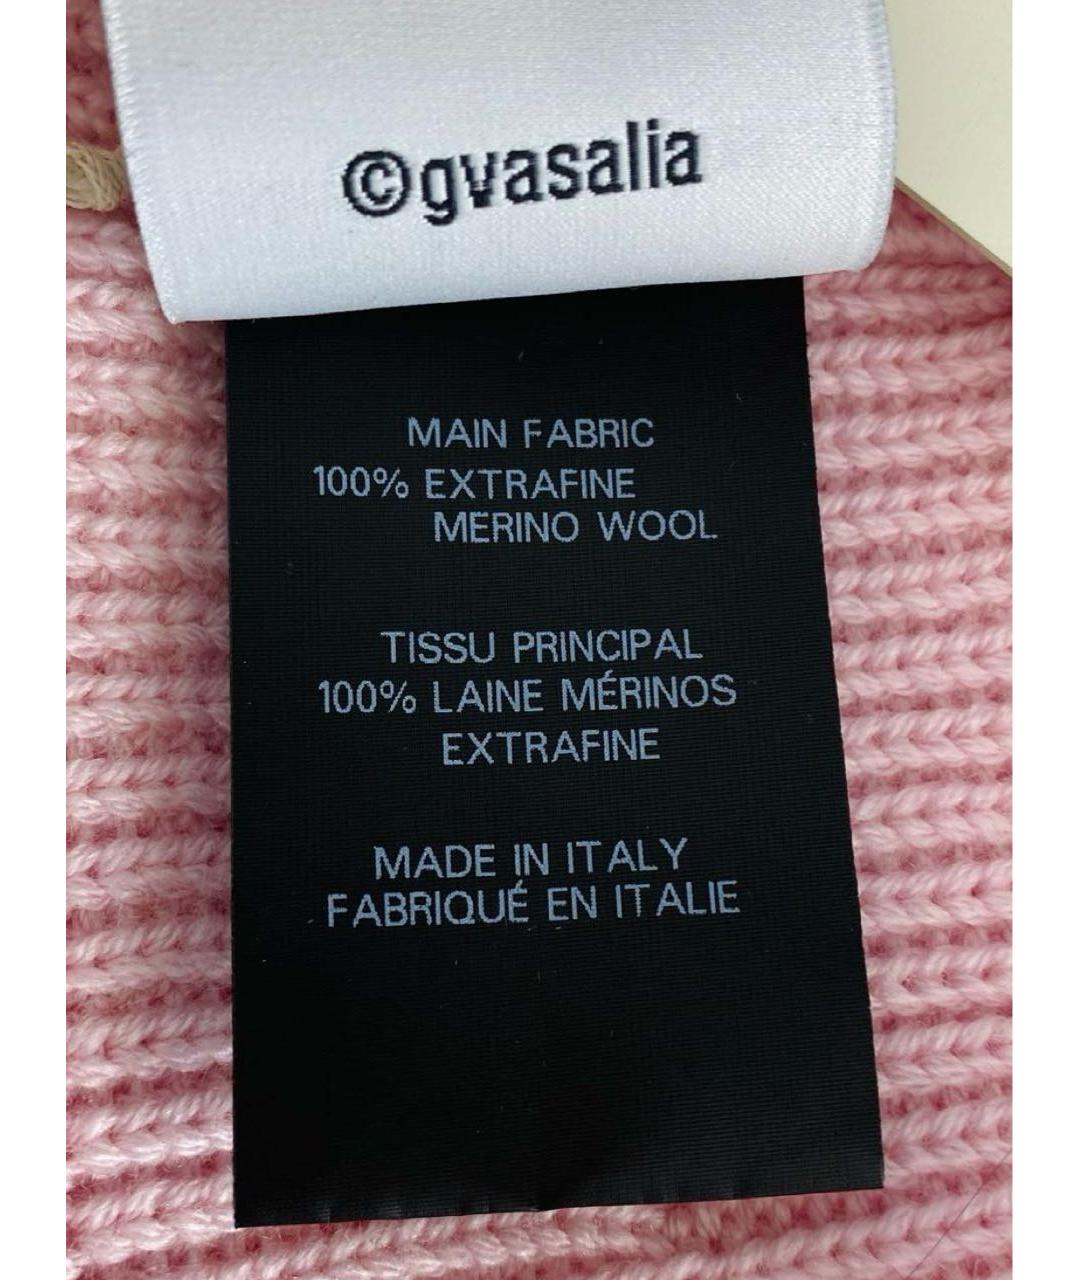 ©gvasalia
MAIN FABRIC
100% EXTRAFINE
MERINO WOOL
TISSU PRINCIPAL
100% LAINE MÉRINOS
EXTRAFINE
MADE IN ITALY
FABRIQUÉ EN ITALIE